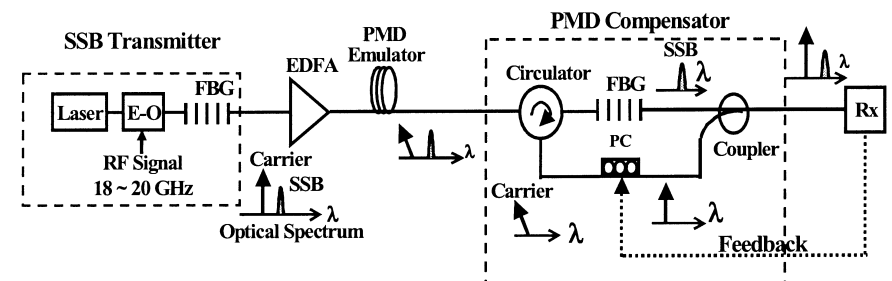 PMD Compensator
SSB Transmitter
PMD
Emulator
EDFA
SSB
λ
λ
Circulator
FBG
FBG
Laser
E-O
Rx
PC
Coupler
RF Signal
18 ~ 20 GHz
λ
Carrier
SSB
λ
Optical Spectrum
Carrier
λ
λ
Feedback